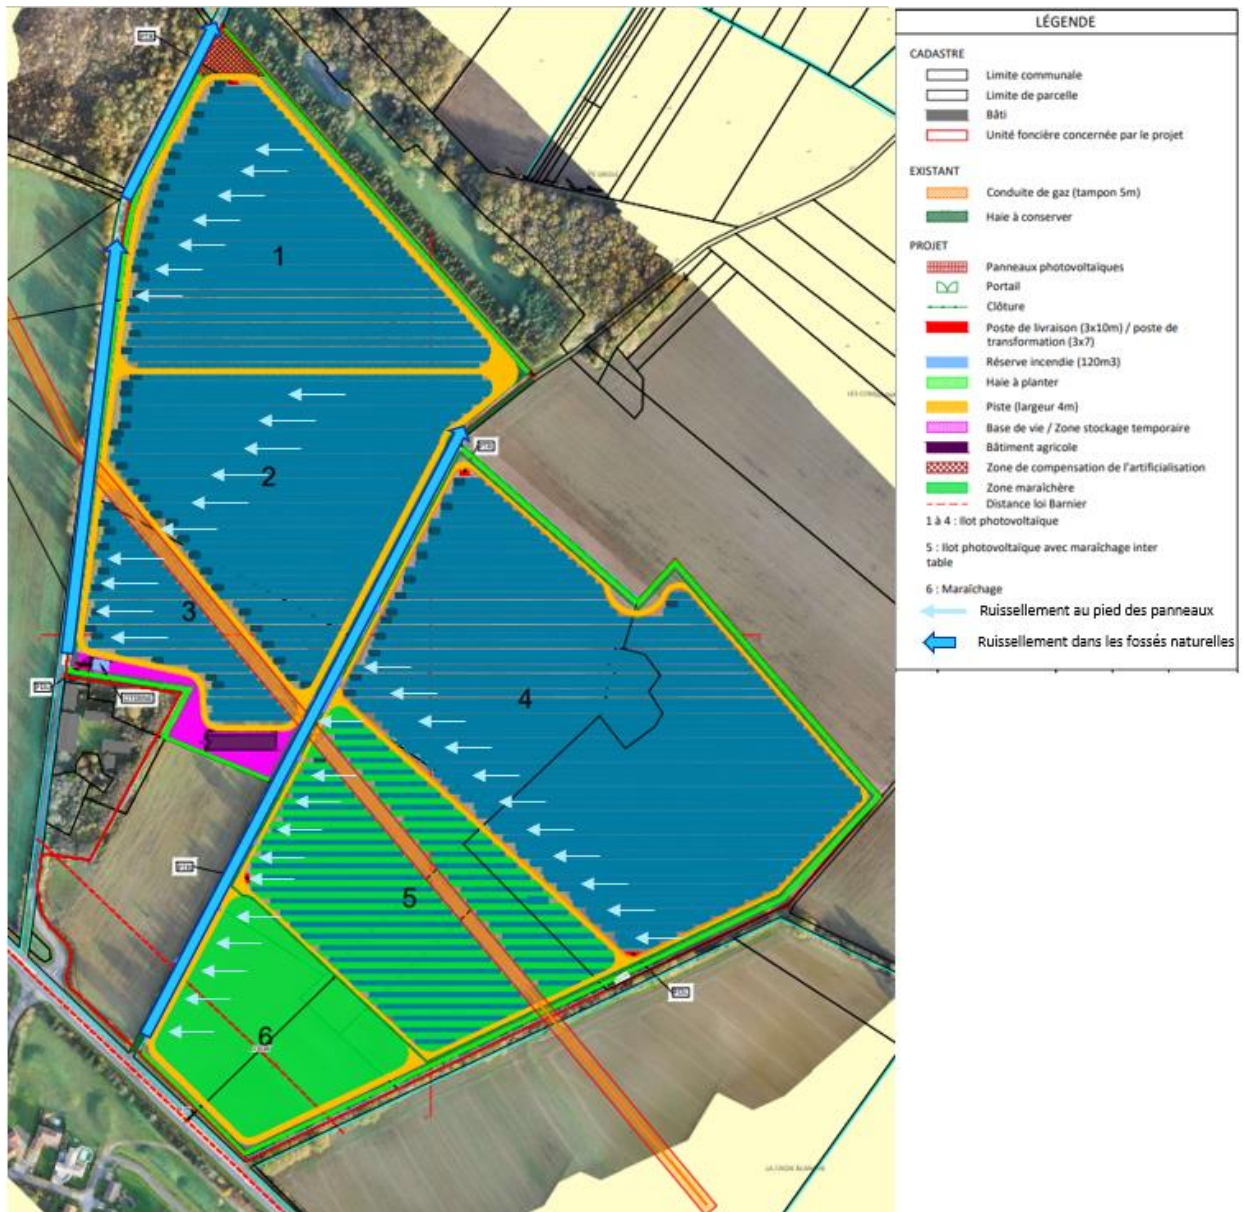 LÉGENDE
CADASTRE
Limite communale
Limite de parcelle
Bâti
Unité foncière concernée par le projet
EXISTANT
Conduite de gaz (tampon 5m)
Haie à conserver
PROJET
Panneaux photovoltaïques
Portail
Clôture
Poste de livraison (3x10m) / poste de
transformation (3x7)
Réserve incendie (120m3)
Haie à planter
Piste (largeur 4m)
Base de vie / Zone stockage temporaire
Bâtiment agricole
Zone de compensation de l'artificialisation
Zone maraîchère
Distance loi Barnier
1 à 4 : Ilot photovoltaïque
5 : Ilot photovoltaïque avec maraîchage inter
table
6 : Maraîchage
Ruissellement au pied des panneaux
Ruissellement dans les fossés naturelles
1
2
3
4
5
6